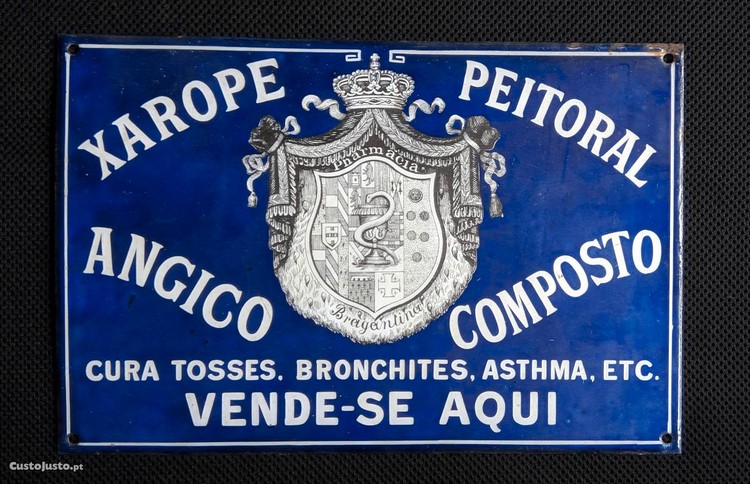 XAROPE PEITORAL
Pharmacia
ANGICO COMPOSTO
Bragantina
CURA TOSSES. BRONCHITES, ASTHMA, ETC.
VENDE-SE AQUI
CustoJusto.pt